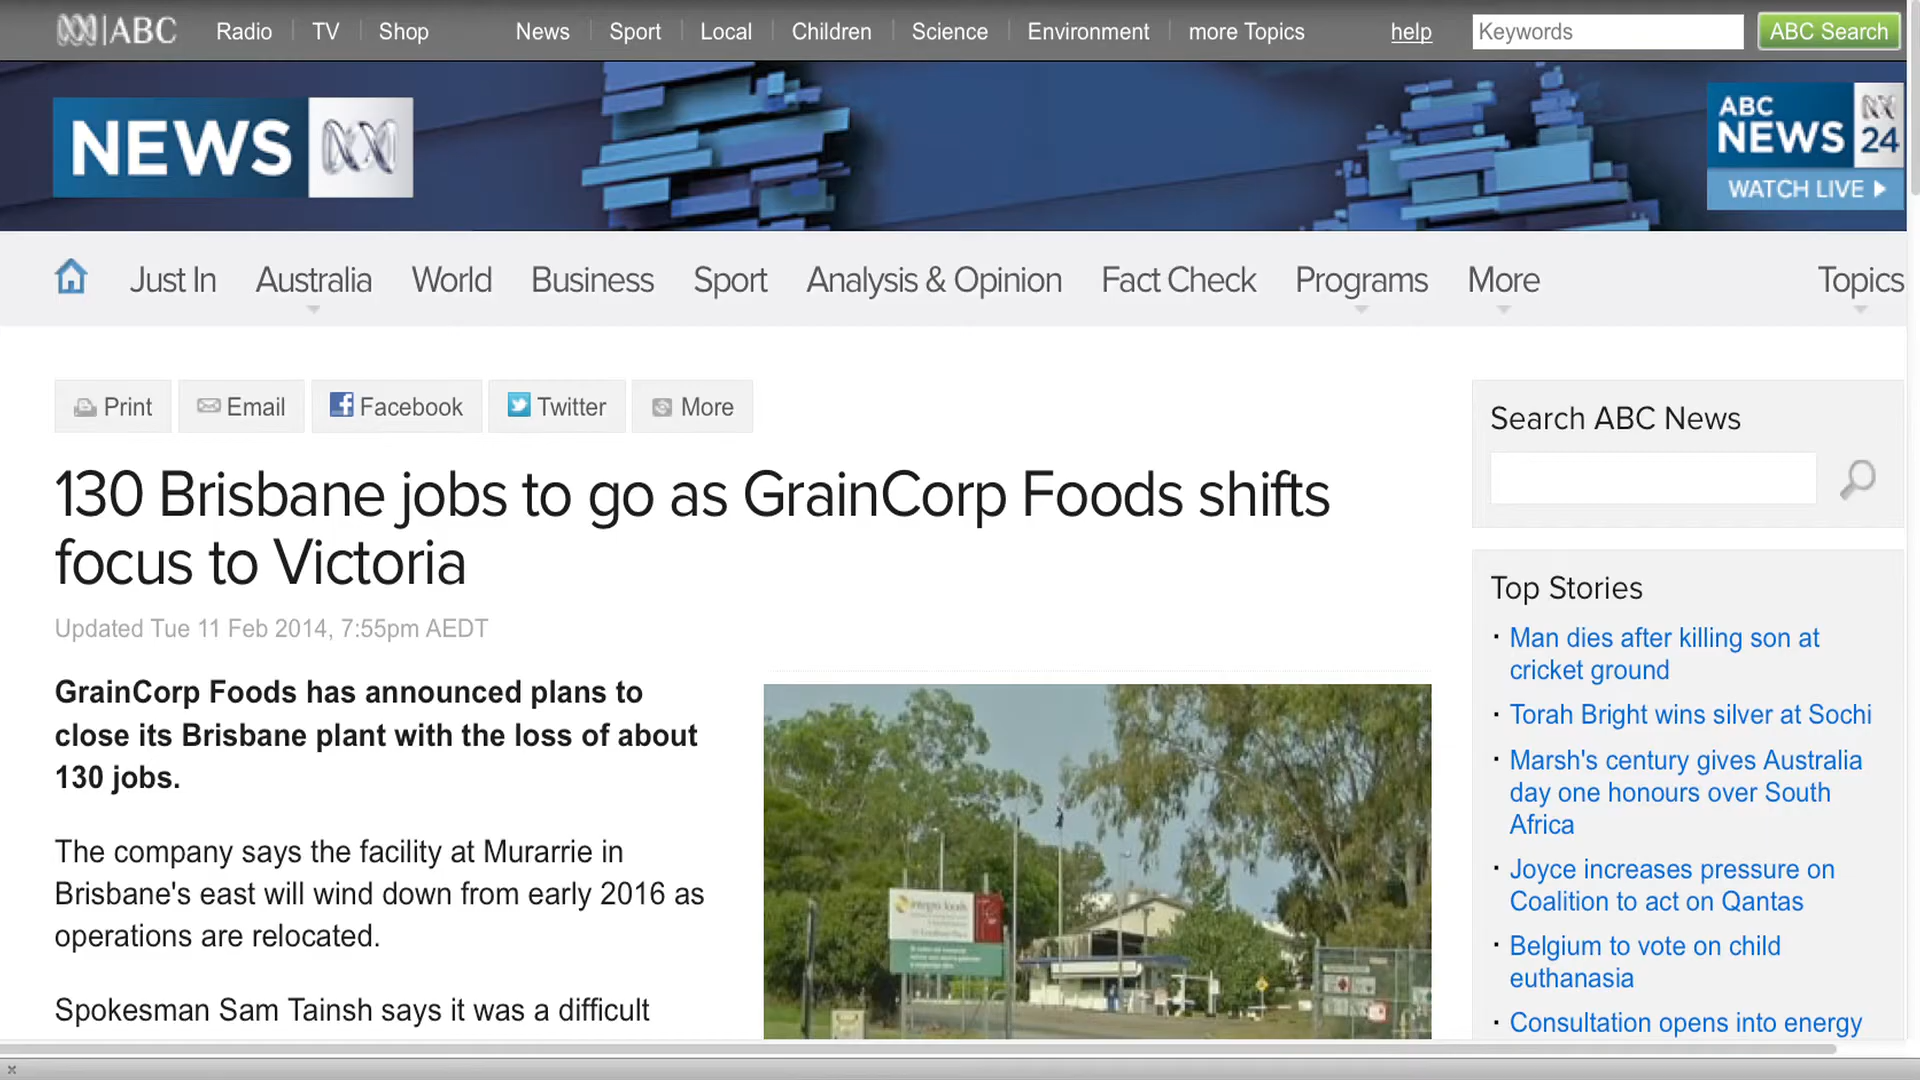 ABC Radio TV Shop News Sport Local Children Science Environment more Topics help Keywords ABC Search
NEWS
ABC
NEWS 24
WATCH LIVE
Just In Australia World Business Sport Analysis & Opinion Fact Check Programs More Topics
Print Email Facebook Twitter More
130 Brisbane jobs to go as GrainCorp Foods shifts
focus to Victoria
Updated Tue 11 Feb 2014, 7:55pm AEDT
GrainCorp Foods has announced plans to
close its Brisbane plant with the loss of about
130 jobs.
The company says the facility at Murarrie in
Brisbane's east will wind down from early 2016 as
operations are relocated.
Spokesman Sam Tainsh says it was a difficult
integro foods
Search ABC News
Top Stories
Man dies after killing son at
cricket ground
Torah Bright wins silver at Sochi
Marsh's century gives Australia
day one honours over South
Africa
Joyce increases pressure on
Coalition to act on Qantas
Belgium to vote on child
euthanasia
Consultation opens into energy